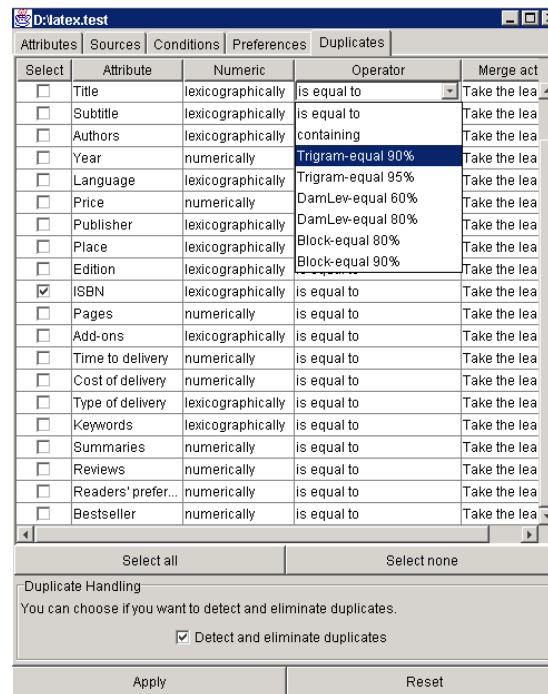 D:\latex.test
Attributes Sources Conditions Preferences Duplicates
Select Attribute Numeric Operator Merge act
Title lexicographically is equal to Take the lea
Subtitle lexicographically is equal to Take the lea
Authors lexicographically containing Take the lea
Year numerically Trigram-equal 90% Take the lea
Language lexicographically Trigram-equal 95% Take the lea
Price numerically DamLev-equal 60% Take the lea
Publisher lexicographically DamLev-equal 80% Take the lea
Place lexicographically Block-equal 80% Take the lea
Edition lexicographically Block-equal 90% Take the lea
ISBN lexicographically is equal to Take the lea
Pages numerically is equal to Take the lea
Add-ons lexicographically is equal to Take the lea
Time to delivery numerically is equal to Take the lea
Cost of delivery numerically is equal to Take the lea
Type of delivery lexicographically is equal to Take the lea
Keywords lexicographically is equal to Take the lea
Summaries numerically is equal to Take the lea
Reviews numerically is equal to Take the lea
Readers' prefer... numerically is equal to Take the lea
Bestseller numerically is equal to Take the lea
Select all Select none
Duplicate Handling
You can choose if you want to detect and eliminate duplicates.
Detect and eliminate duplicates
Apply Reset